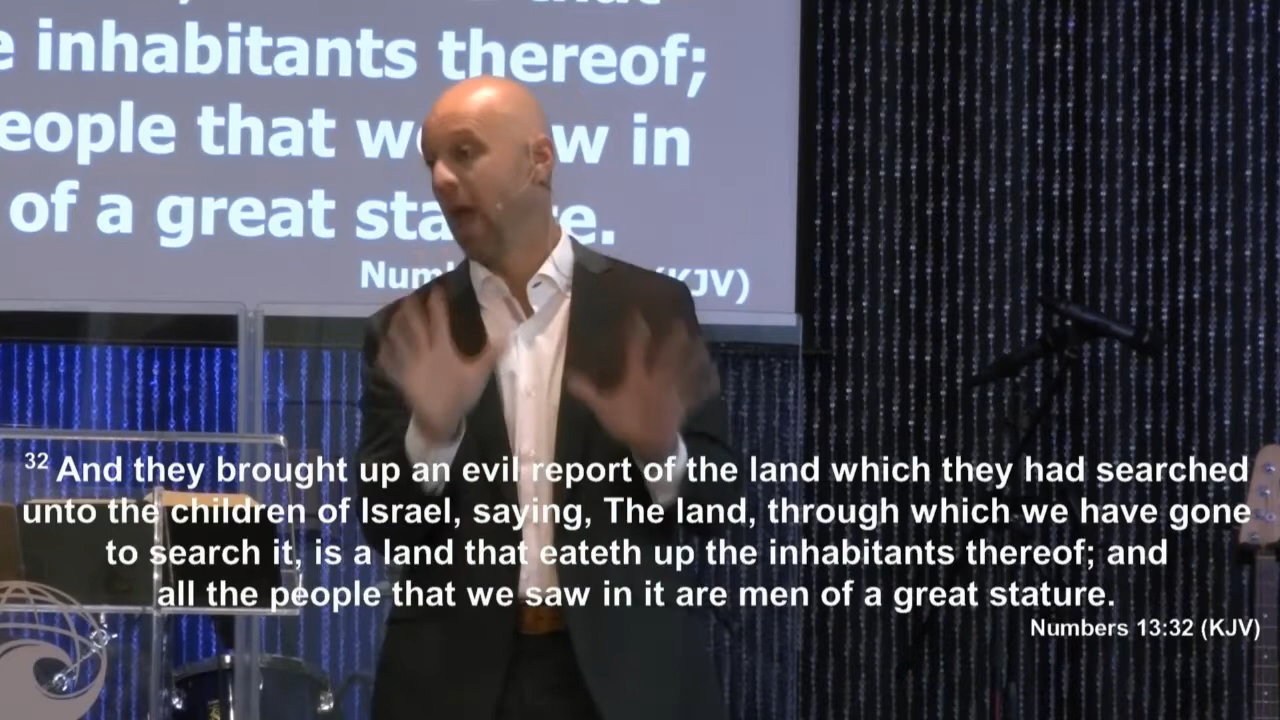 that
inhabitants thereof;
eople that we w in
of a great sta e.
Num (KJV)
32 And they brought up an evil report of the land which they had searched
unto the children of Israel, saying, The land, through which we have gone
to search it, is a land that eateth up the inhabitants thereof; and
all the people that we saw in it are men of a great stature.
Numbers 13:32 (KJV)